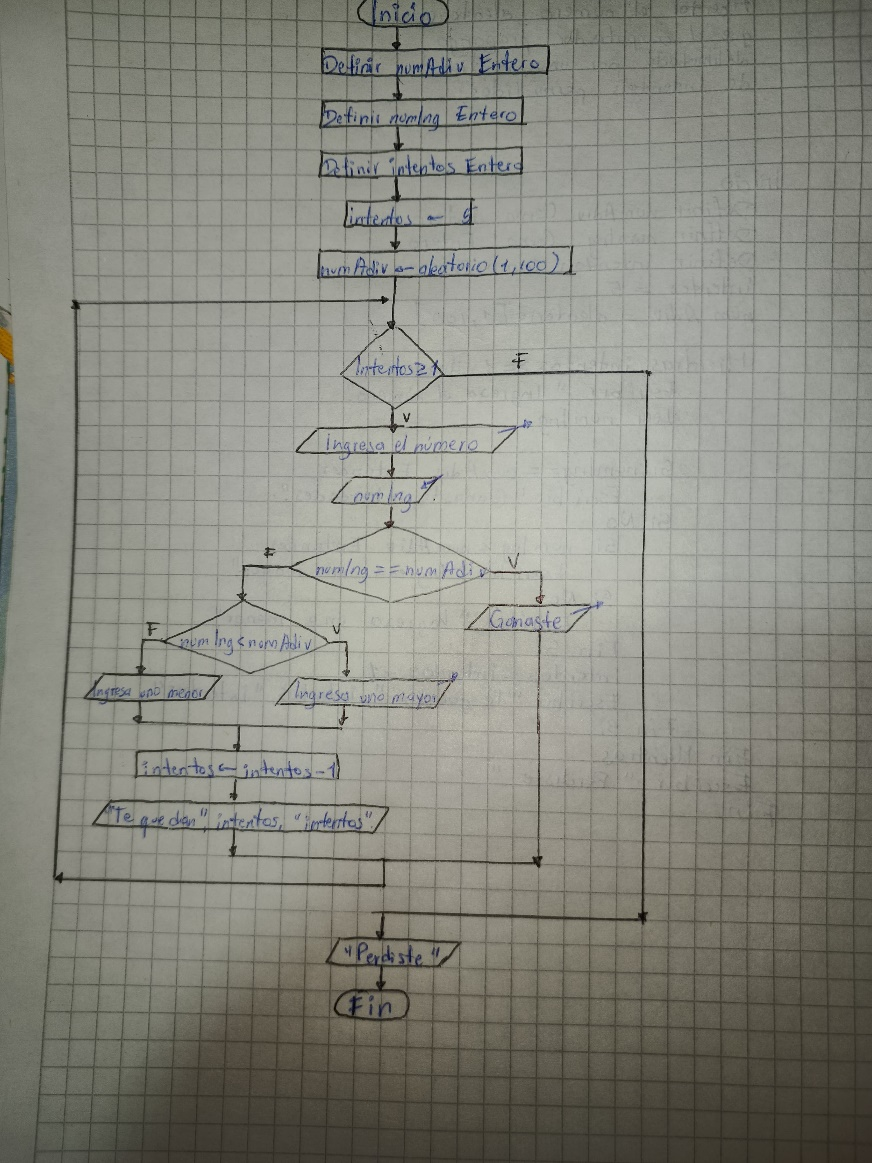 Inicio
Definir numAdiv Entero
Definir numIng Entero
Definir intentos Entero
intentos ← 5
numAdiv ← aleatorio (1,100)
Intentos ≥ 1
F
V
Ingresa el número
numIng
F
V
numIng == numAdiv
Ganaste
F
V
numIng < numAdiv
Ingresa uno menor
Ingresa uno mayor
intentos ← intentos - 1
"Te quedan", intentos, "intentos"
"Perdiste"
Fin